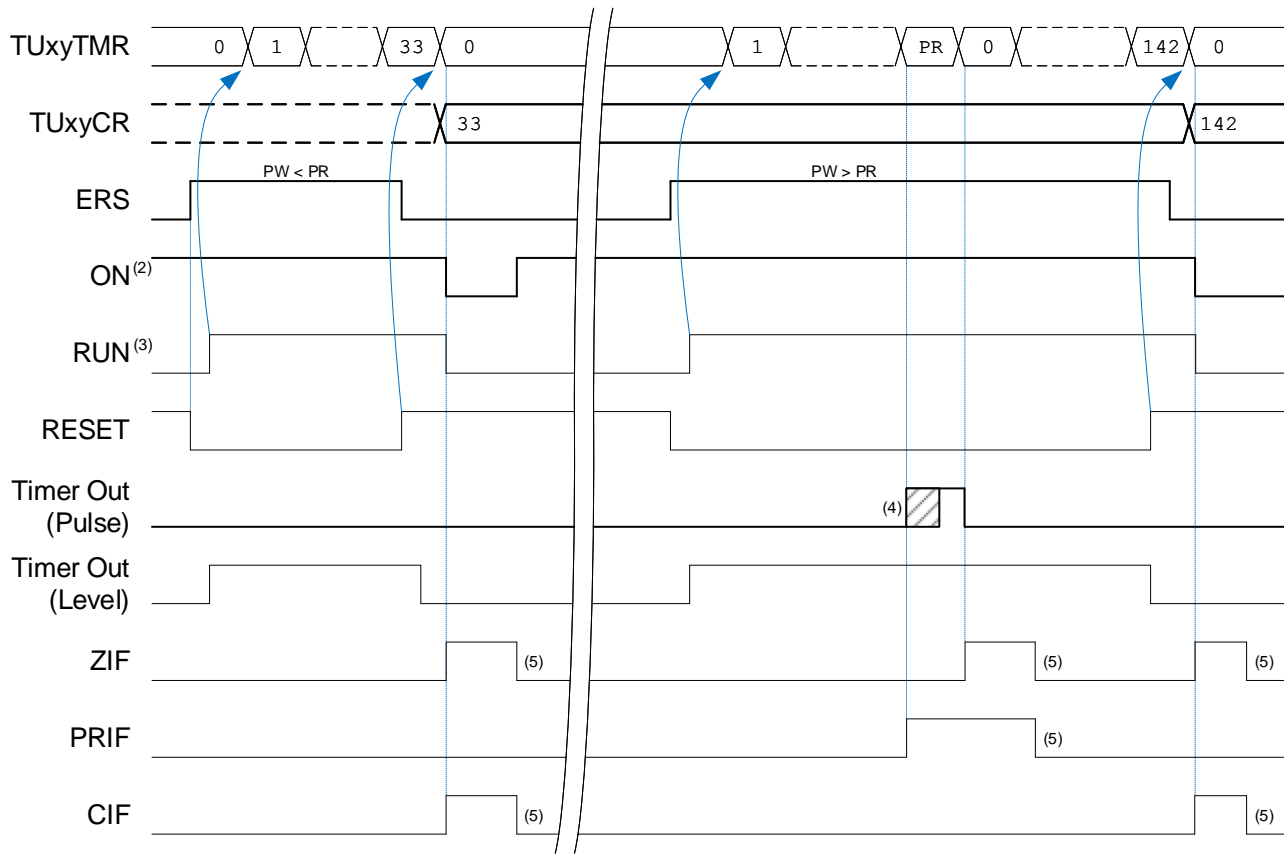 TUxyTMR 0 1 33 0 1 PR 0 142 0
TUxyCR 33 142
PW < PR PW > PR
ERS
ON(2)
RUN(3)
RESET
Timer Out
(Pulse)
(4)
Timer Out
(Level)
ZIF (5) (5) (5)
PRIF (5)
CIF (5) (5)